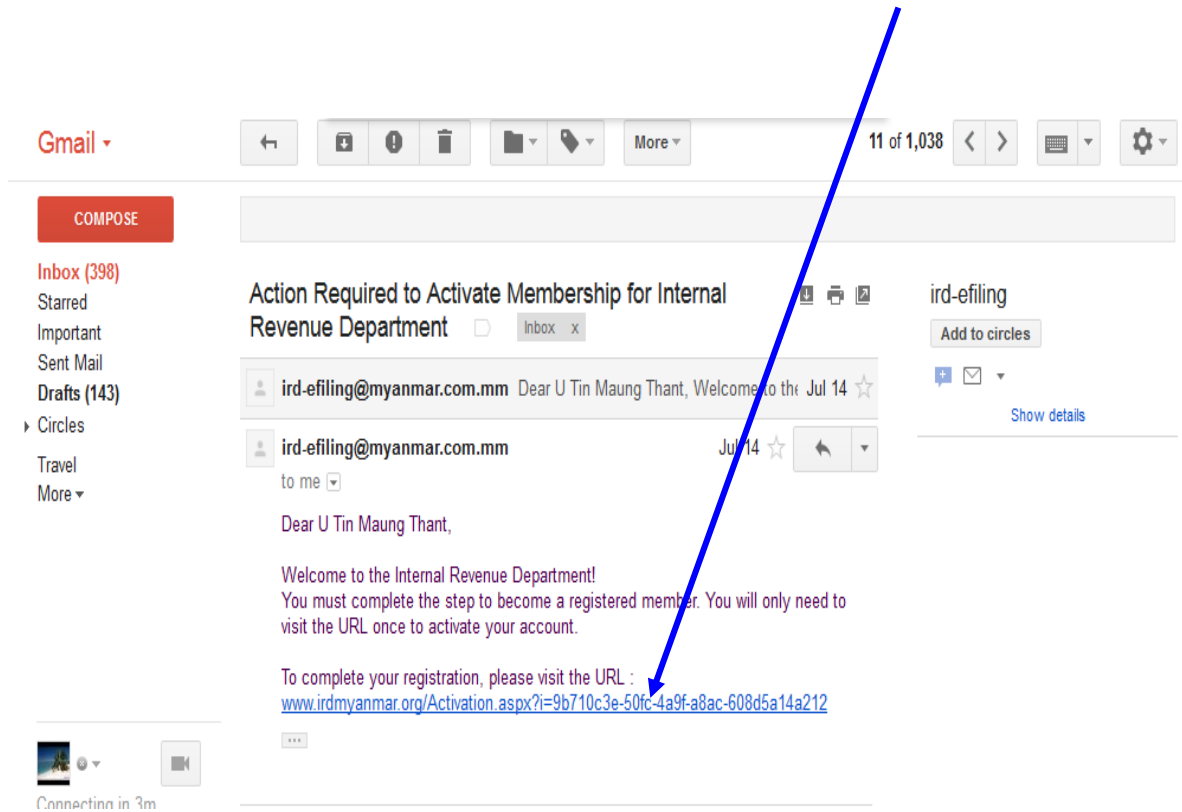 Gmail
More
11 of 1,038
COMPOSE
Inbox (398)
Starred
Important
Sent Mail
Drafts (143)
Circles
Travel
More
Action Required to Activate Membership for Internal
Revenue Department
Inbox x
ird-efiling@myanmar.com.mm Dear U Tin Maung Thant, Welcome to the Jul 14
ird-efiling@myanmar.com.mm Jul 14
to me
Dear U Tin Maung Thant,
Welcome to the Internal Revenue Department!
You must complete the step to become a registered member. You will only need to
visit the URL once to activate your account.
To complete your registration, please visit the URL :
www.irdmyanmar.org/Activation.aspx?i=9b710c3e-50fc-4a9f-a8ac-608d5a14a212
ird-efiling
Add to circles
Show details
Connecting in 3m